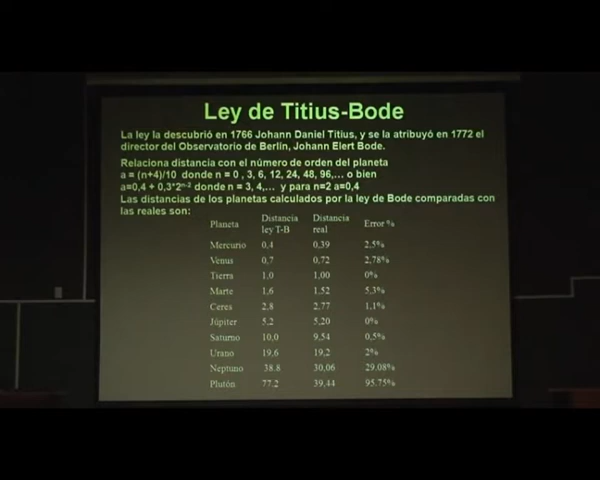 Ley de Titius-Bode
La ley la descubrió en 1766 Johann Daniel Titius, y se la atribuyó en 1772 el
director del Observatorio de Berlín, Johann Elert Bode.
Relaciona distancia con el número de orden del planeta
a = (n+4)/10 donde n = 0 , 3, 6, 12, 24, 48, 96,... o bien
a=0,4 + 0,3*2ⁿ⁻³ donde n = 3, 4,... y para n=2 a=0,4
Las distancias de los planetas calculados por la ley de Bode comparadas con
las reales son:
Planeta Distancia ley T-B Distancia real Error %
Mercurio 0,4 0,39 2,5%
Venus 0,7 0,72 2,78%
Tierra 1,0 1,00 0%
Marte 1,6 1,52 5,3%
Ceres 2,8 2,77 1,1%
Júpiter 5,2 5,20 0%
Saturno 10,0 9,54 0,5%
Urano 19,6 19,2 2%
Neptuno 38.8 30,06 29.08%
Plutón 77.2 39,44 95.75%